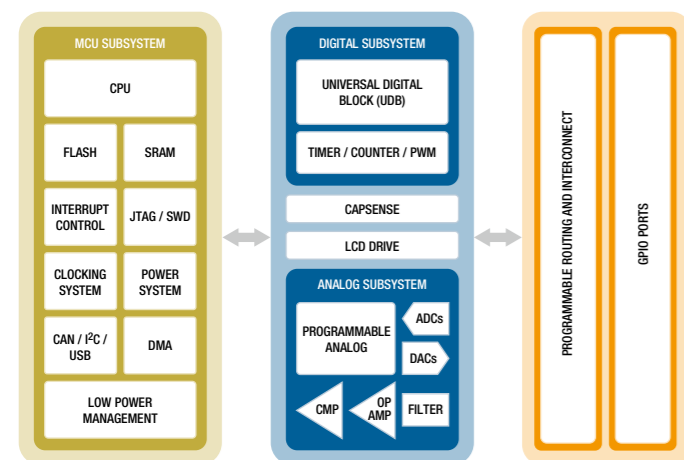 MCU SUBSYSTEM
CPU
FLASH
SRAM
INTERRUPT
CONTROL
JTAG / SWD
CLOCKING
SYSTEM
POWER
SYSTEM
CAN / I²C /
USB
DMA
LOW POWER
MANAGEMENT
DIGITAL SUBSYSTEM
UNIVERSAL DIGITAL
BLOCK (UDB)
TIMER / COUNTER / PWM
CAPSENSE
LCD DRIVE
ANALOG SUBSYSTEM
PROGRAMMABLE
ANALOG
ADCs
DACs
CMP
OP
AMP
FILTER
PROGRAMMABLE ROUTING AND INTERCONNECT
GPIO PORTS